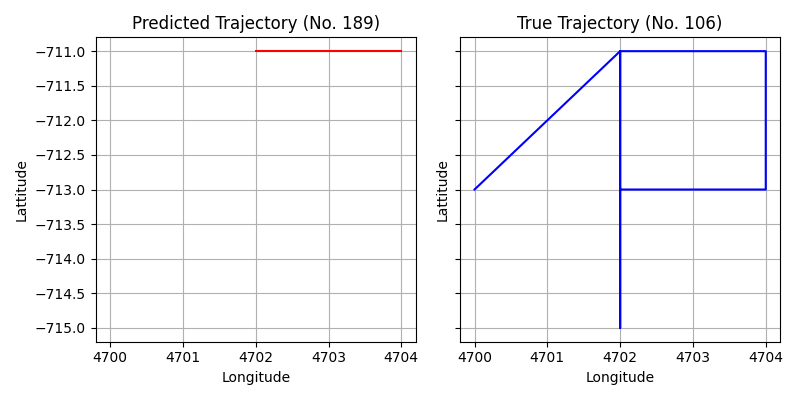 Predicted Trajectory (No. 189)
True Trajectory (No. 106)
−711.0
−711.5
−712.0
−712.5
−713.0
−713.5
−714.0
−714.5
−715.0
Lattitude
Lattitude
4700 4701 4702 4703 4704
4700 4701 4702 4703 4704
Longitude
Longitude